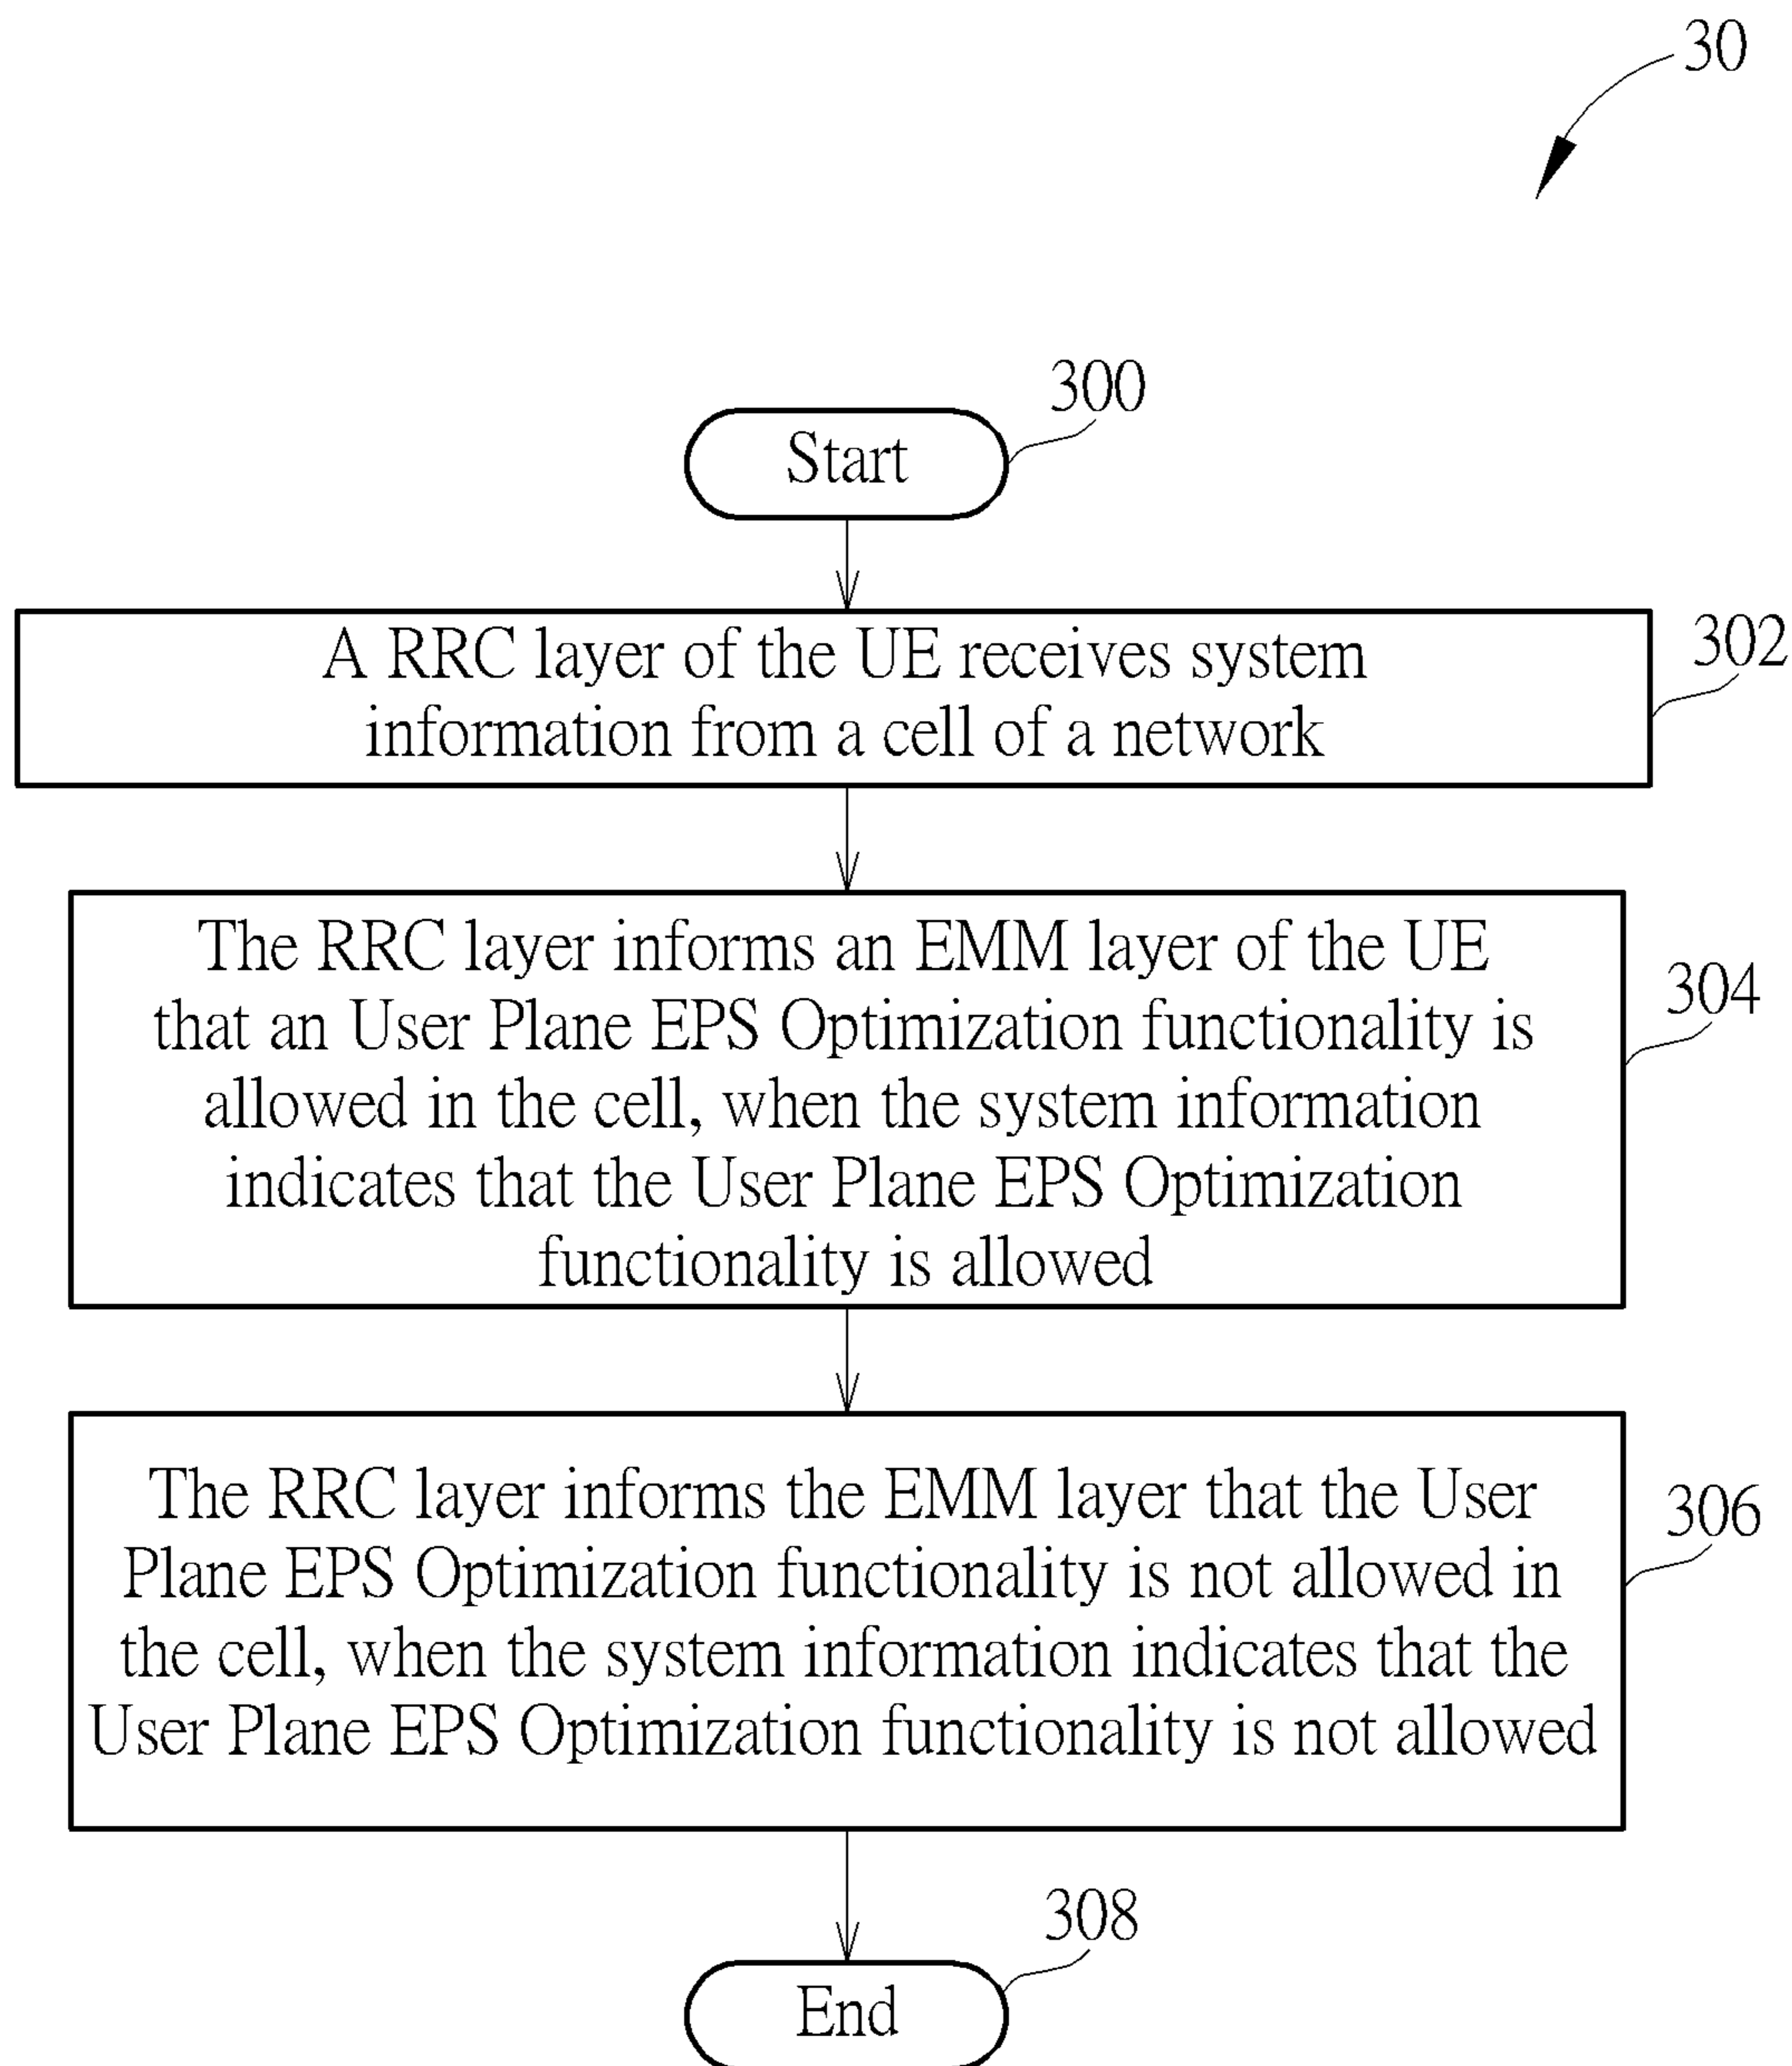 30
300
Start
302
A RRC layer of the UE receives system
information from a cell of a network
The RRC layer informs an EMM layer of the UE
304
that an User Plane EPS Optimization functionality is
allowed in the cell, when the system information
indicates that the User Plane EPS Optimization
functionality is allowed
The RRC layer informs the EMM layer that the User
306
Plane EPS Optimization functionality is not allowed in
the cell, when the system information indicates that the
User Plane EPS Optimization functionality is not allowed
308
End